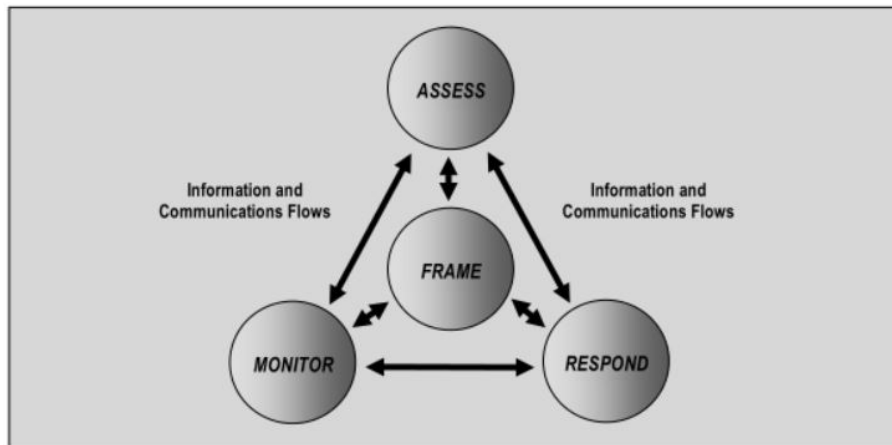 ASSESS
Information and
Communications Flows
Information and
Communications Flows
FRAME
MONITOR
RESPOND